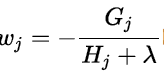 w_j = -\frac{G_j}{H_j + \lambda}